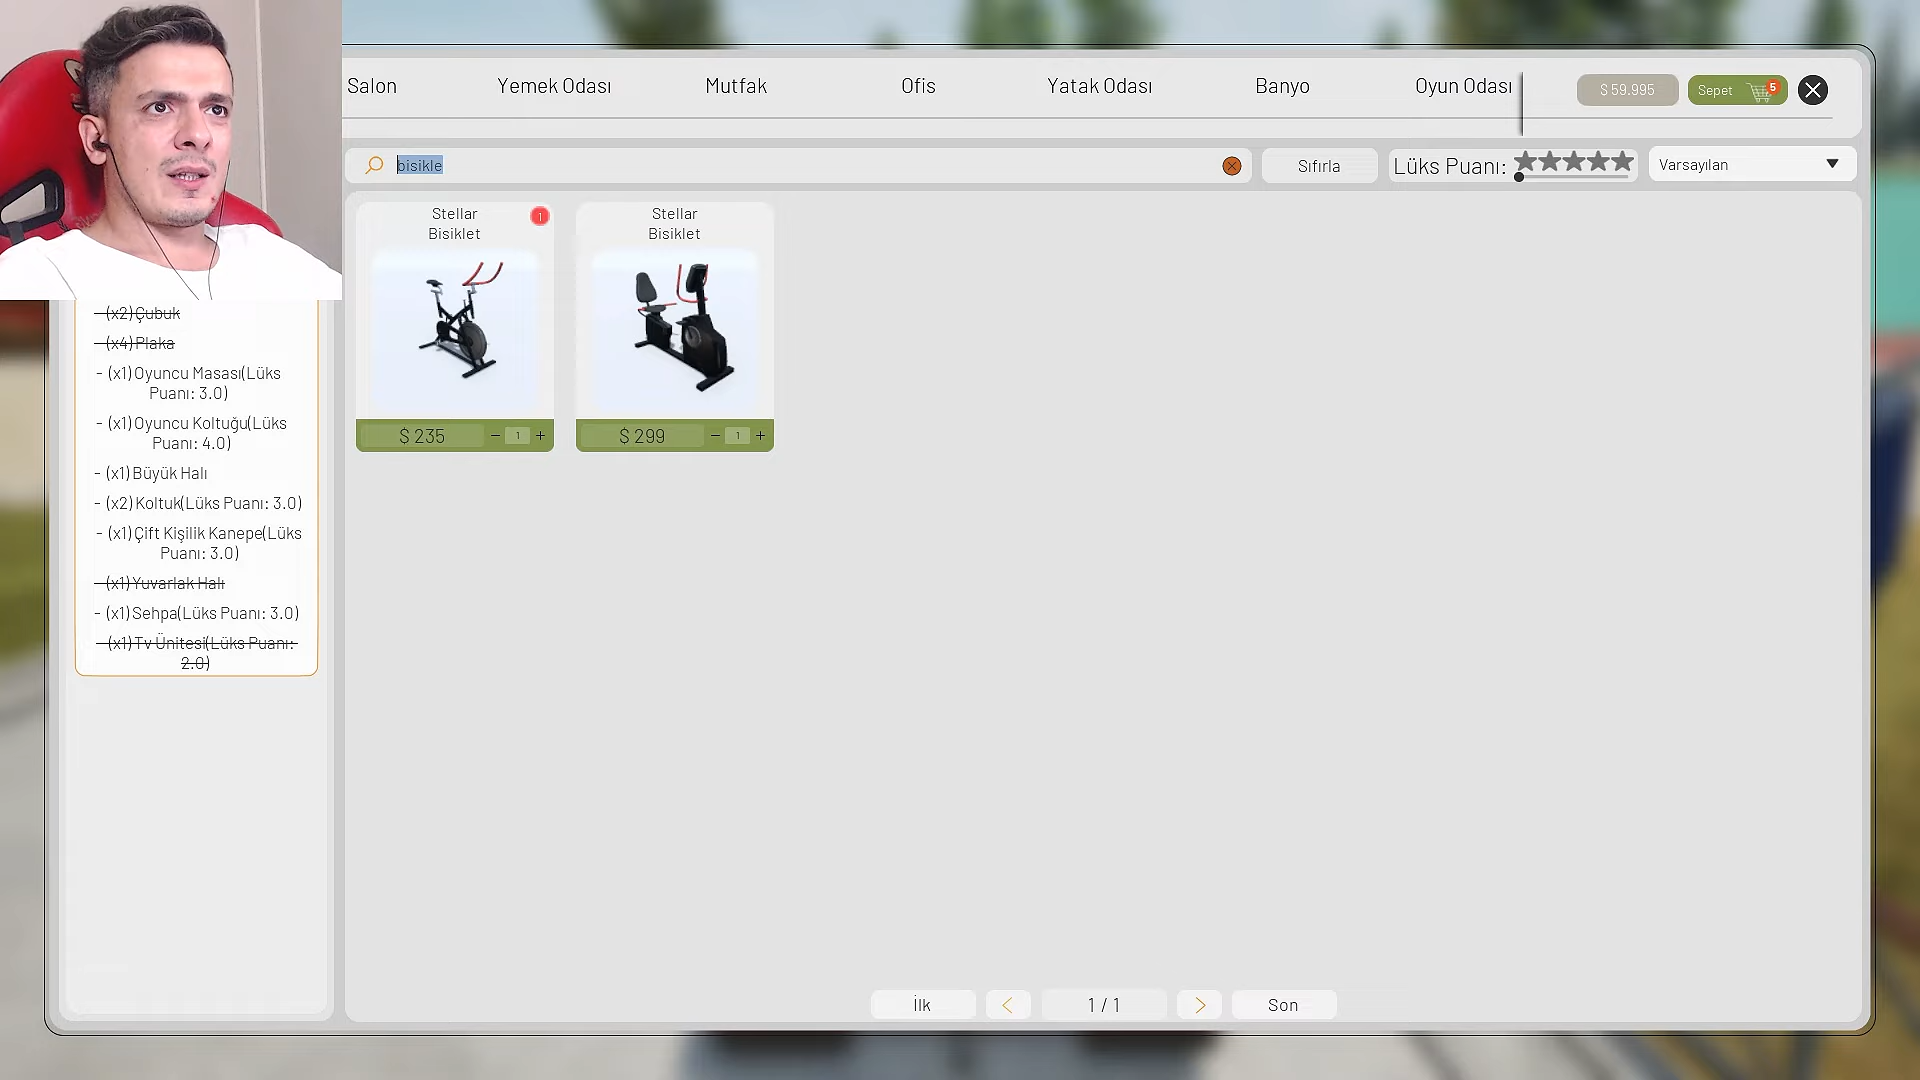 Salon Yemek Odası Mutfak Ofis Yatak Odası Banyo Oyun Odası $ 59.995 Sepet 5
bisikle Sıfırla Lüks Puanı: Varsayılan
Stellar
Bisiklet
1
$ 235 − 1 +
Stellar
Bisiklet
$ 299 − 1 +
- (x2)Çubuk
- (x4)Plaka
- (x1)Oyuncu Masası(Lüks
Puanı: 3.0)
- (x1)Oyuncu Koltuğu(Lüks
Puanı: 4.0)
- (x1)Büyük Halı
- (x2)Koltuk(Lüks Puanı: 3.0)
- (x1)Çift Kişilik Kanepe(Lüks
Puanı: 3.0)
- (x1)Yuvarlak Halı
- (x1)Sehpa(Lüks Puanı: 3.0)
- (x1)Tv Ünitesi(Lüks Puanı:
2.0)
İlk < 1 / 1 > Son